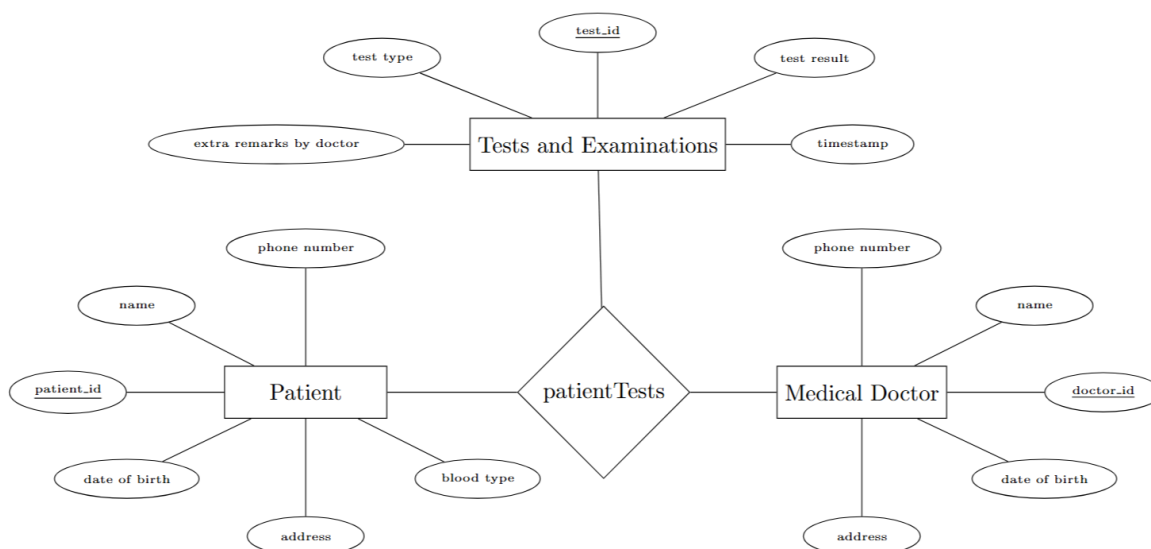 test_id
test type
test result
extra remarks by doctor
Tests and Examinations
timestamp
phone number
phone number
name
name
patient_id
Patient
patientTests
Medical Doctor
doctor_id
date of birth
blood type
date of birth
address
address